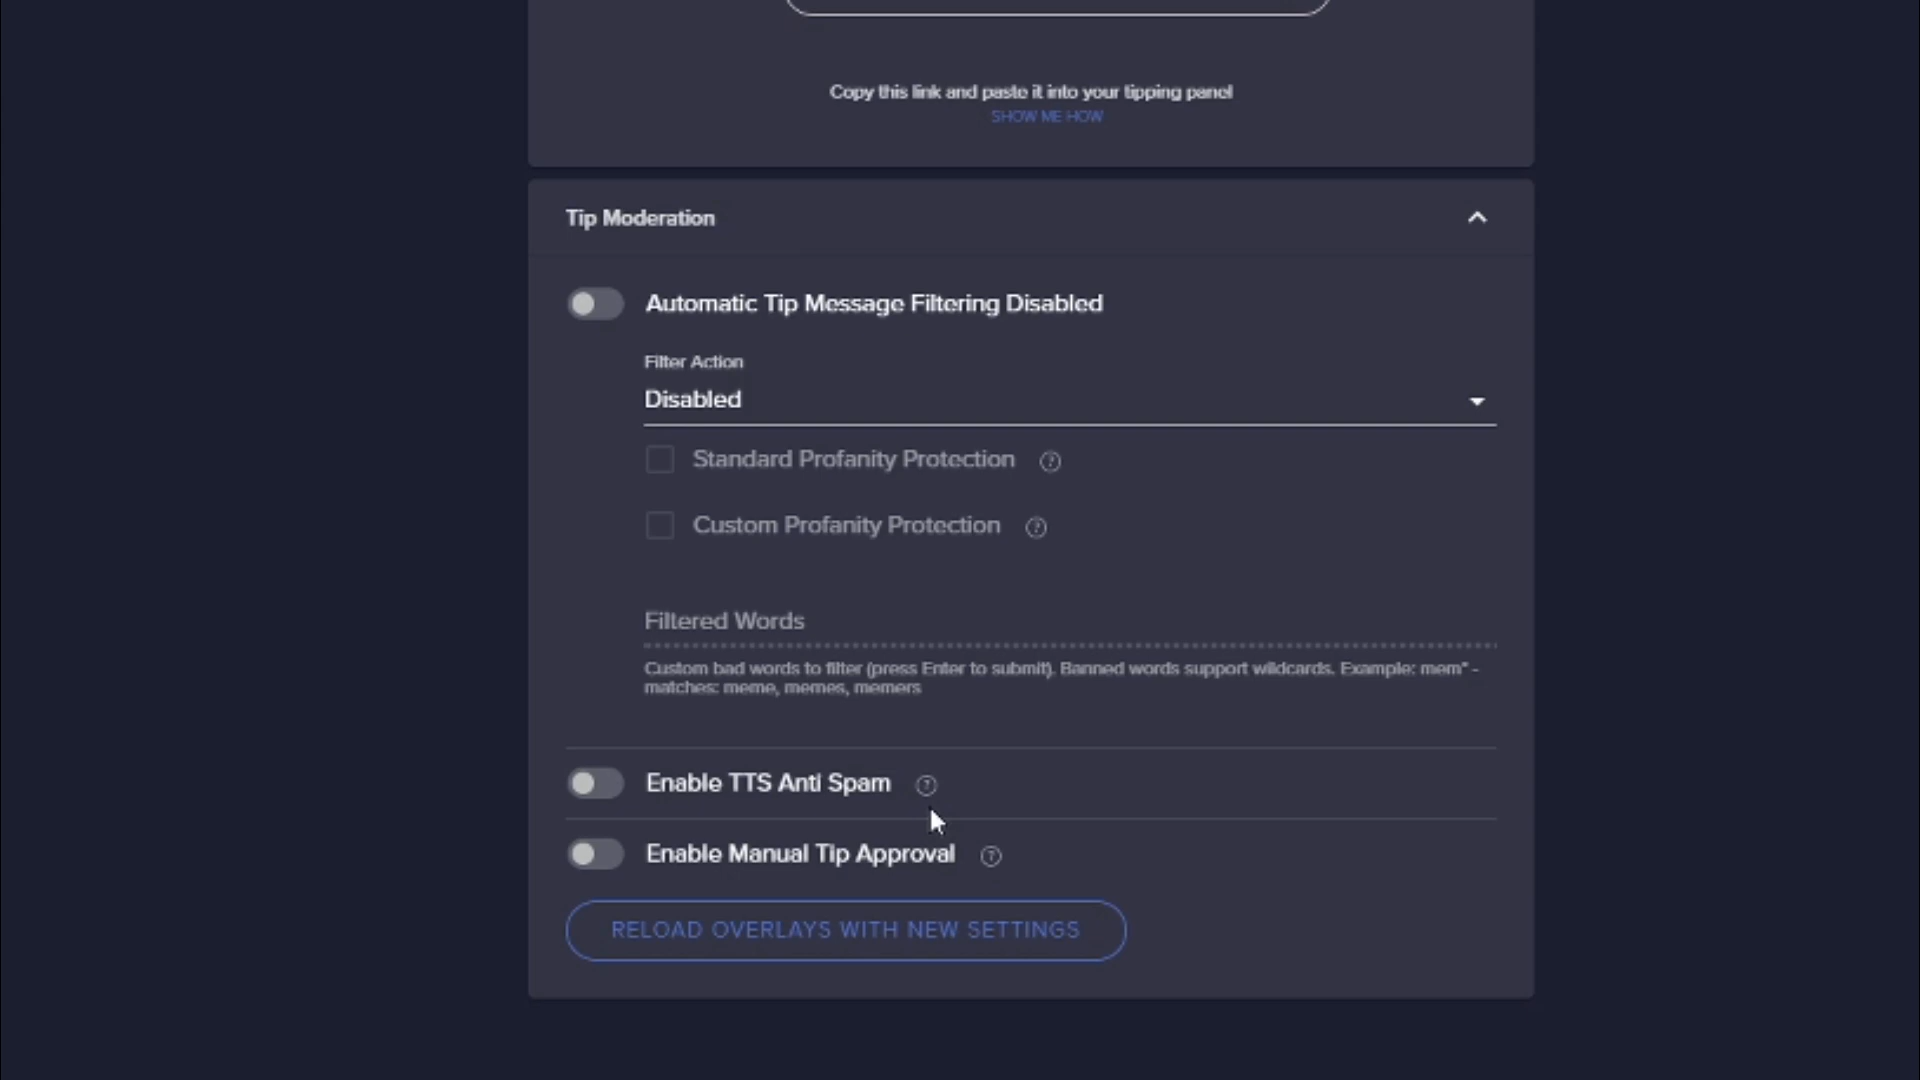 Copy this link and paste it into your tipping panel
SHOW ME HOW
Tip Moderation
Automatic Tip Message Filtering Disabled
Filter Action
Disabled
Standard Profanity Protection ?
Custom Profanity Protection ?
Filtered Words
Custom bad words to filter (press Enter to submit). Banned words support wildcards. Example: mem* -
matches: meme, memes, memers
Enable TTS Anti Spam ?
Enable Manual Tip Approval ?
RELOAD OVERLAYS WITH NEW SETTINGS